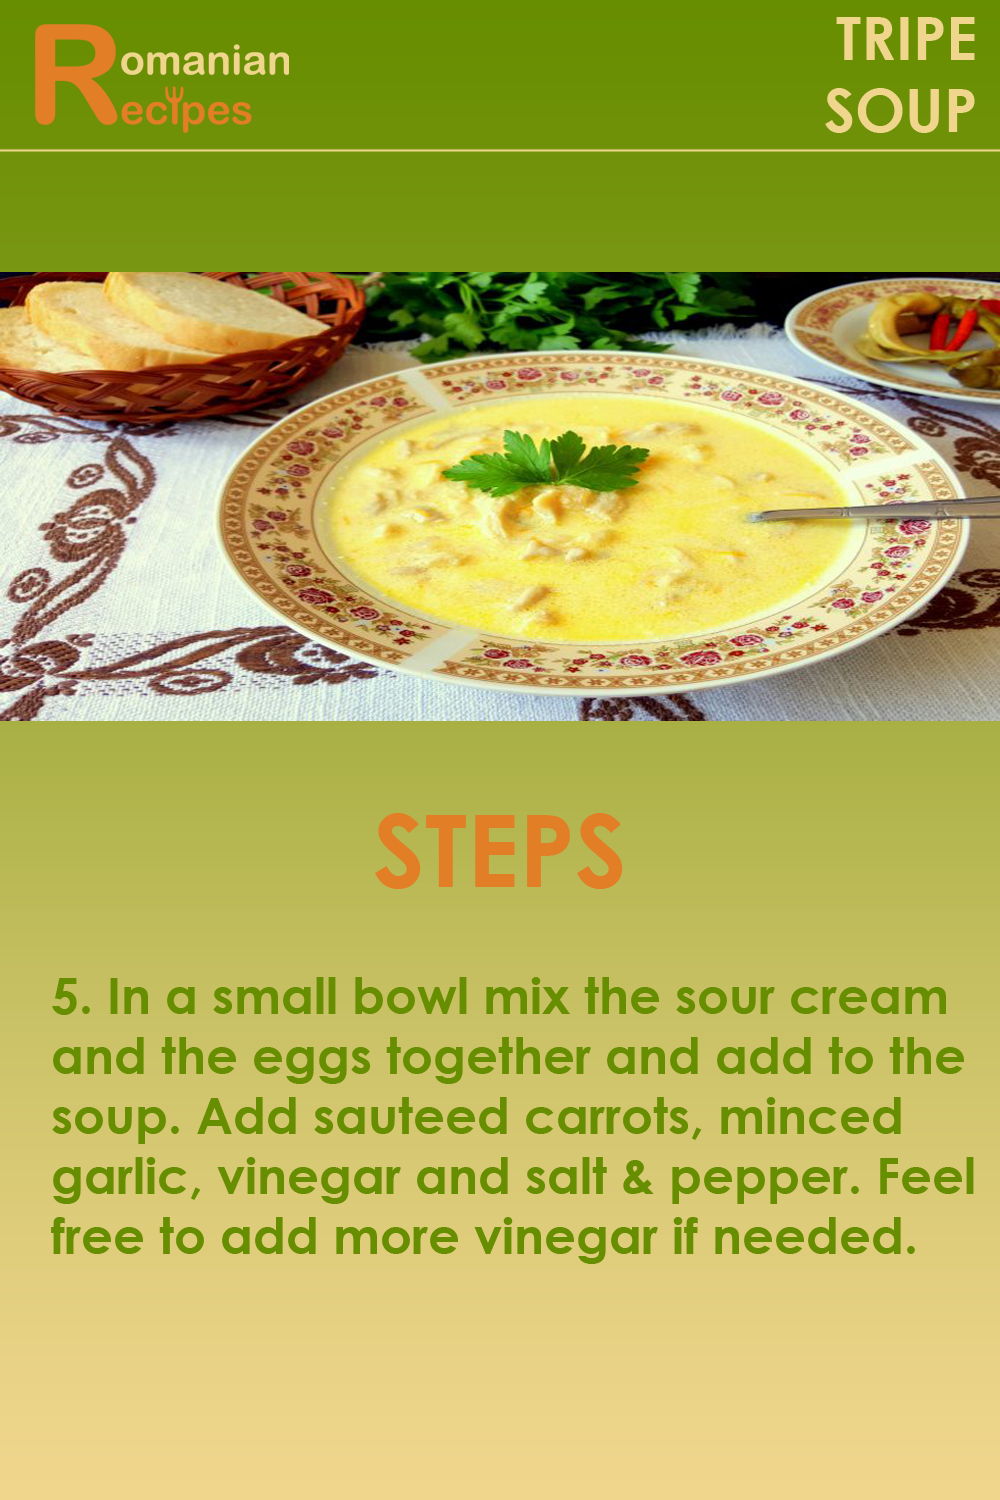 Romanian
Recipes
TRIPE
SOUP
STEPS
5. In a small bowl mix the sour cream
and the eggs together and add to the
soup. Add sauteed carrots, minced
garlic, vinegar and salt & pepper. Feel
free to add more vinegar if needed.